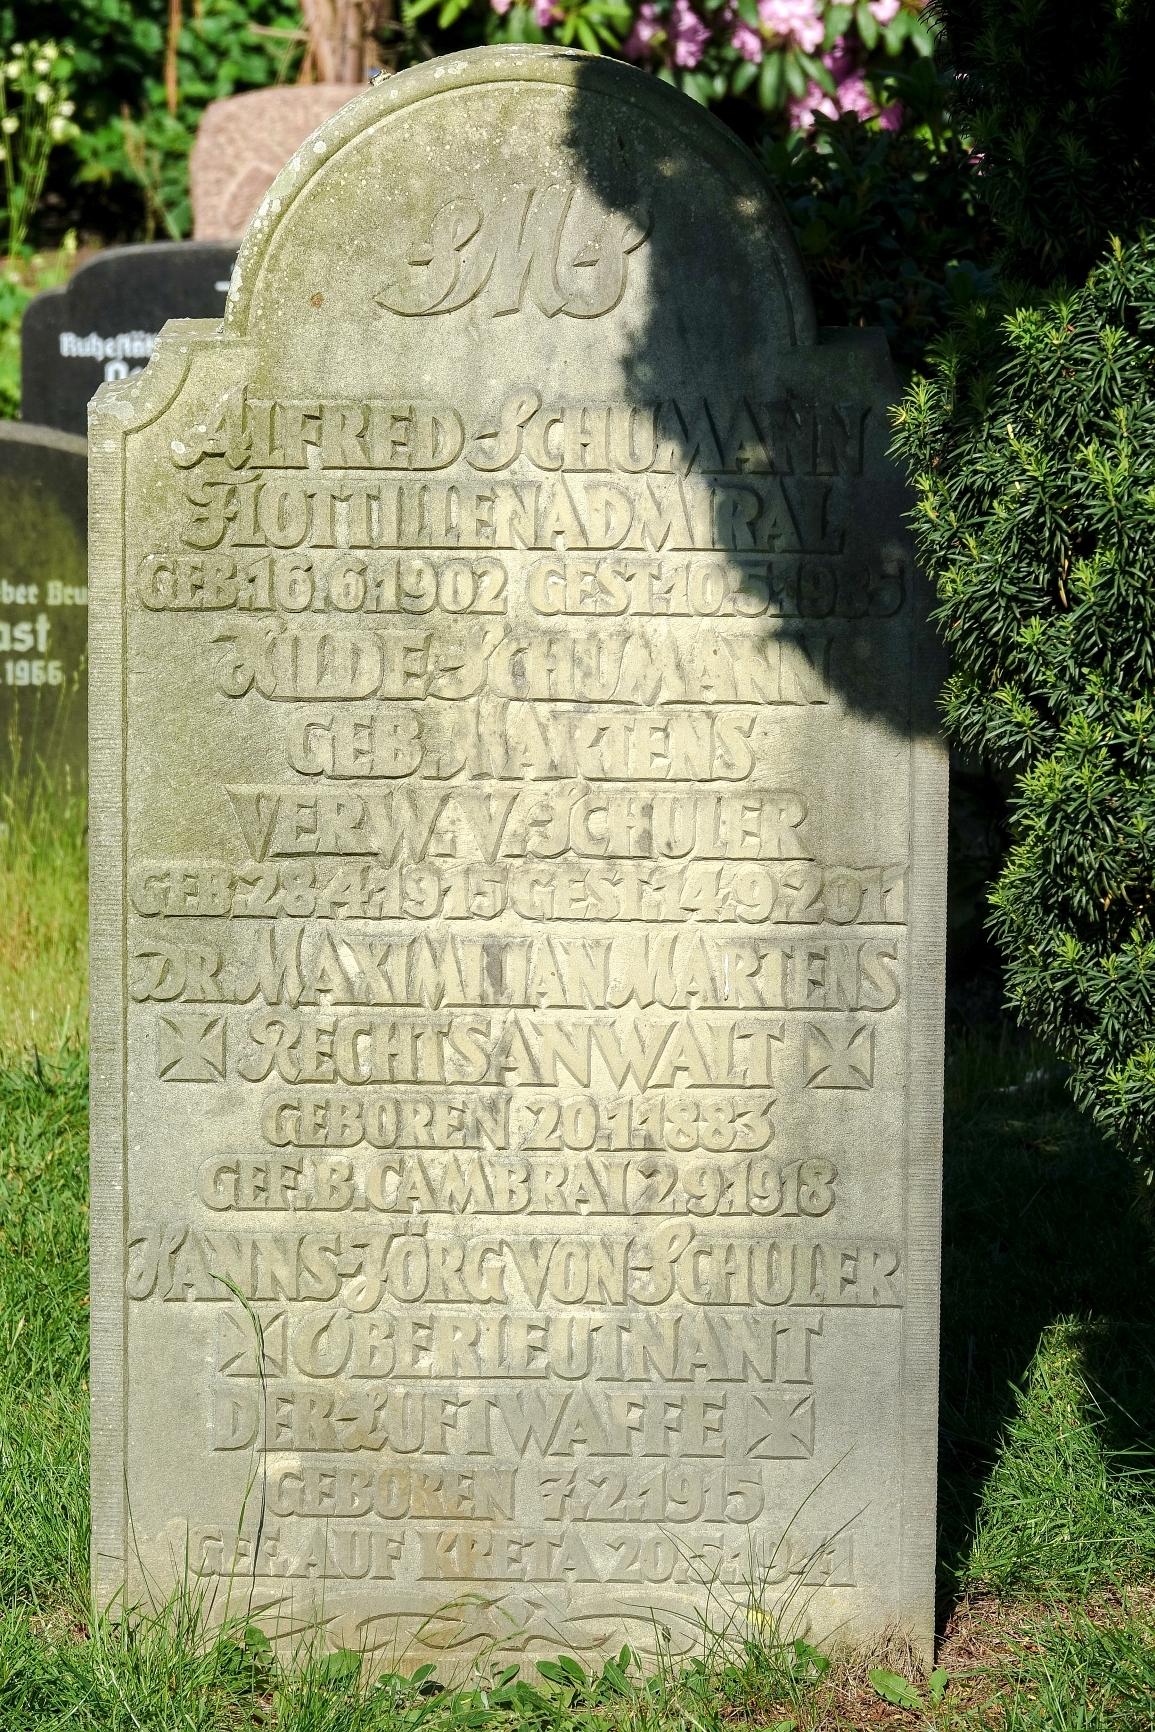 SMS
ALFRED SCHUMANN
FLOTTILLENADMIRAL
GEB. 16.6.1902 GEST. 10.5.1985
HILDE SCHUMANN
GEB. MARTENS
VERW. V. SCHULER
GEB. 28.4.1915 GEST. 14.9.2011
DR. MAXIMILIAN MARTENS
RECHTSANWALT
GEBOREN 20.1.1883
GEF. B. CAMBRAI 2.9.1918
HANNS-JÖRG VON SCHULER
OBERLEUTNANT
DER LUFTWAFFE
GEBOREN 7.2.1915
GEF. AUF KRETA 20.5.1941
1966